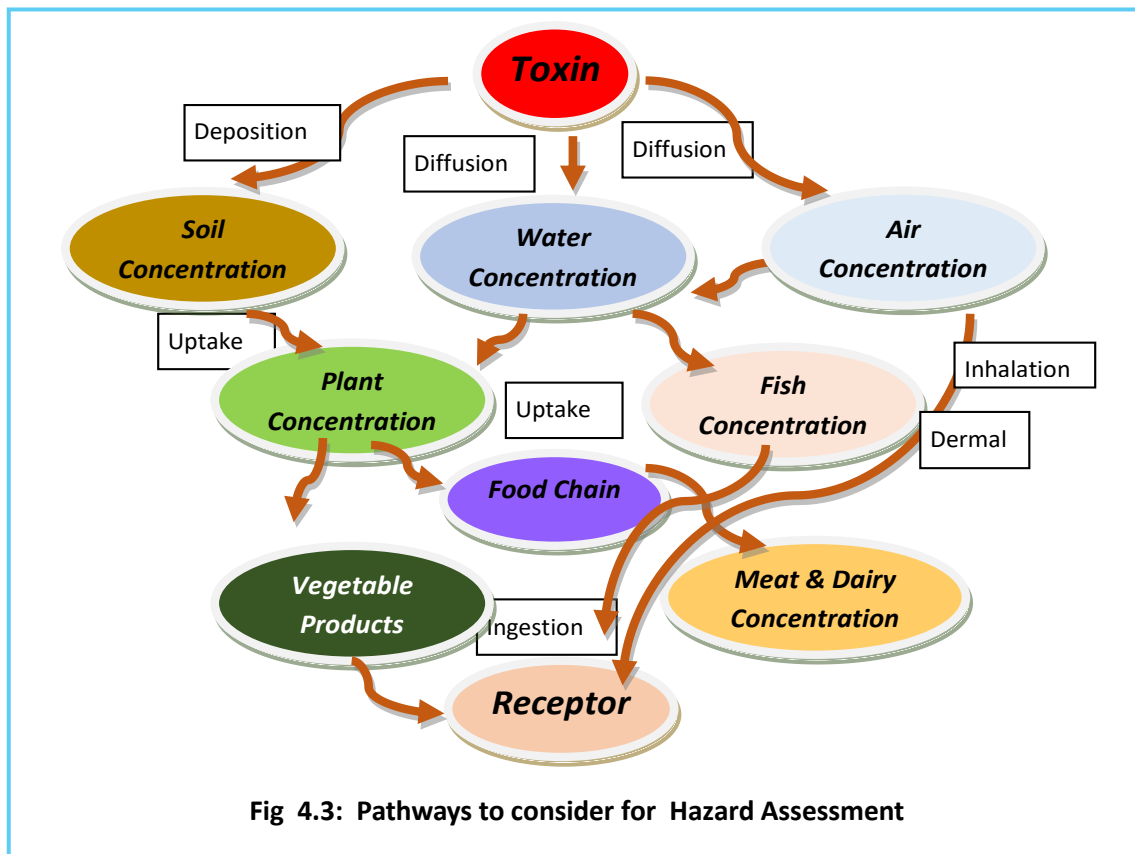 Toxin
Deposition
Diffusion
Diffusion
Soil
Concentration
Water
Concentration
Air
Concentration
Uptake
Plant
Concentration
Uptake
Fish
Concentration
Inhalation
Dermal
Food Chain
Vegetable
Products
Ingestion
Meat & Dairy
Concentration
Receptor
Fig 4.3: Pathways to consider for Hazard Assessment